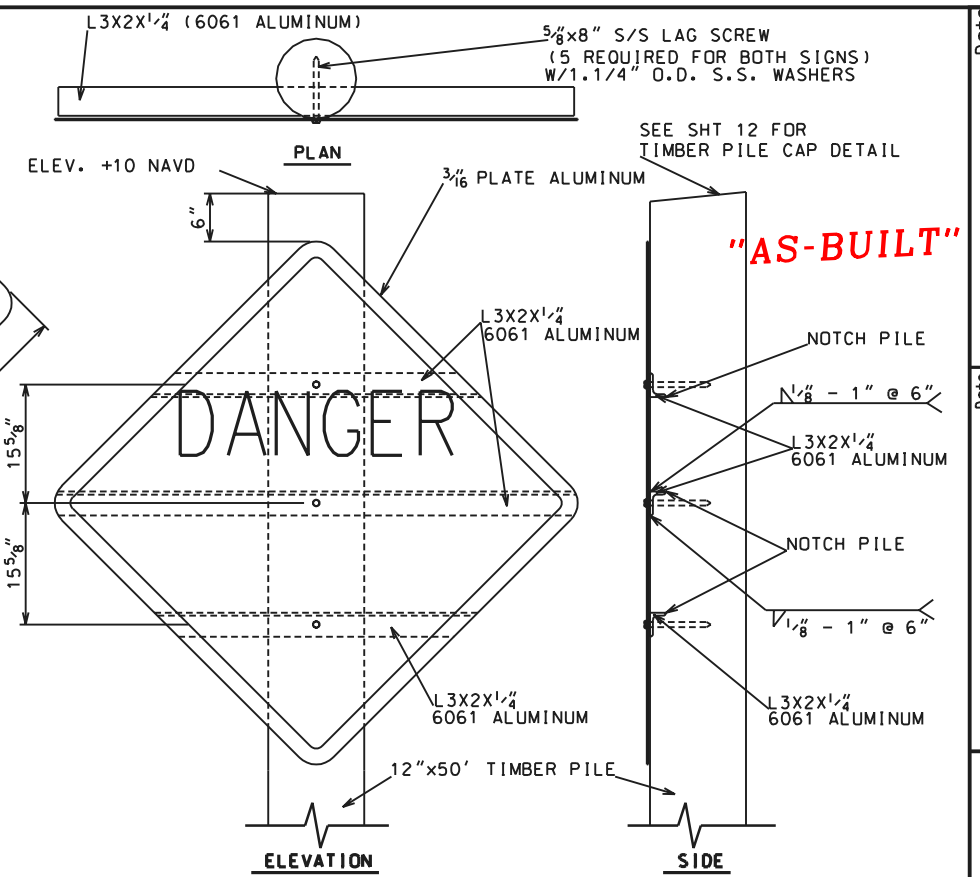 L3X2X1/4" (6061 ALUMINUM)
5/8"x8" S/S LAG SCREW
(5 REQUIRED FOR BOTH SIGNS)
W/1.1/4" O.D. S.S. WASHERS
PLAN
SEE SHT 12 FOR
TIMBER PILE CAP DETAIL
ELEV. +10 NAVD
3/16" PLATE ALUMINUM
6"
"AS-BUILT"
L3X2X1/4"
6061 ALUMINUM
NOTCH PILE
1/8" - 1" @ 6"
DANGER
15 5/8"
L3X2X1/4"
6061 ALUMINUM
15 5/8"
NOTCH PILE
1/8" - 1" @ 6"
L3X2X1/4"
6061 ALUMINUM
L3X2X1/4"
6061 ALUMINUM
12"x50' TIMBER PILE
ELEVATION
SIDE